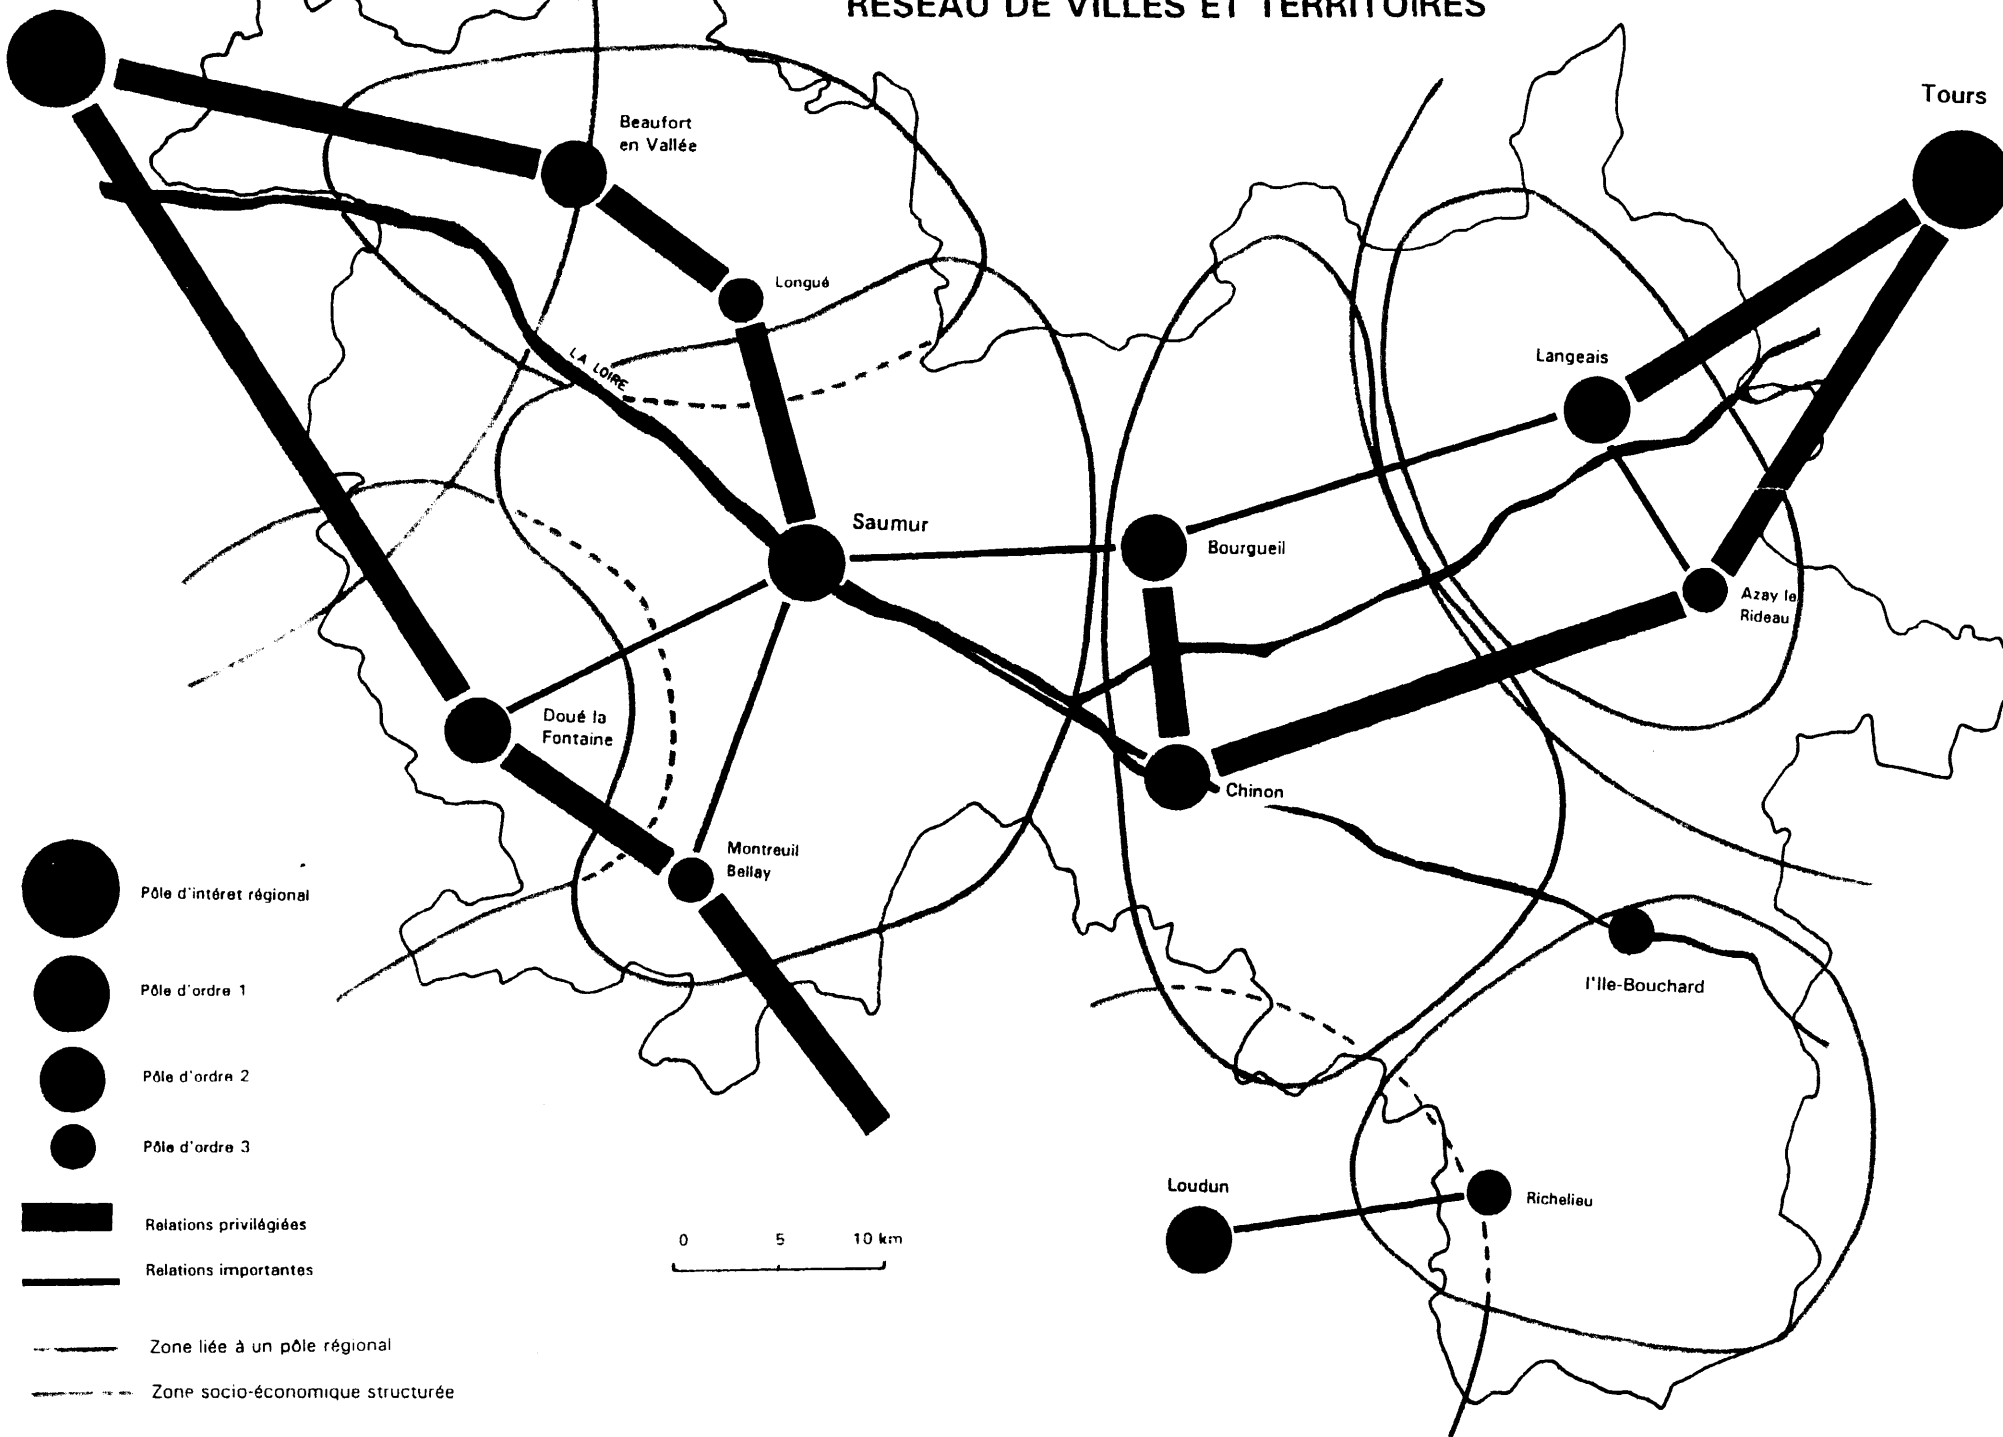 RESEAU DE VILLES ET TERRITOIRES
Tours
Beaufort
en Vallée
Longué
LA LOIRE
Langeais
Saumur
Bourgueil
Azay le
Rideau
Doué la
Fontaine
Chinon
Montreuil
Bellay
l'Ile-Bouchard
Loudun
Richelieu
Pôle d'intéret régional
Pôle d'ordre 1
Pôle d'ordre 2
Pôle d'ordre 3
Relations privilégiées
Relations importantes
0 5 10 km
Zone liée à un pôle régional
Zone socio-économique structurée